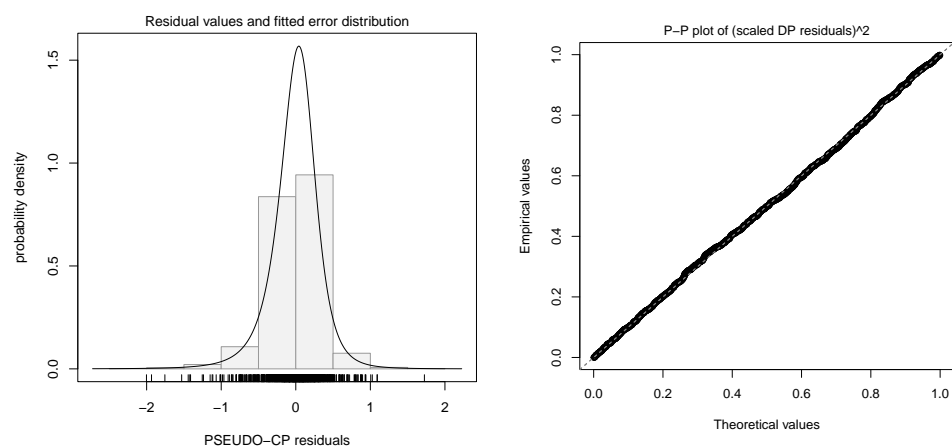 Residual values and fitted error distribution
probability density
1.5
1.0
0.5
0.0
−2 −1 0 1 2
PSEUDO−CP residuals
P−P plot of (scaled DP residuals)^2
Empirical values
1.0
0.8
0.6
0.4
0.2
0.0
0.0 0.2 0.4 0.6 0.8 1.0
Theoretical values